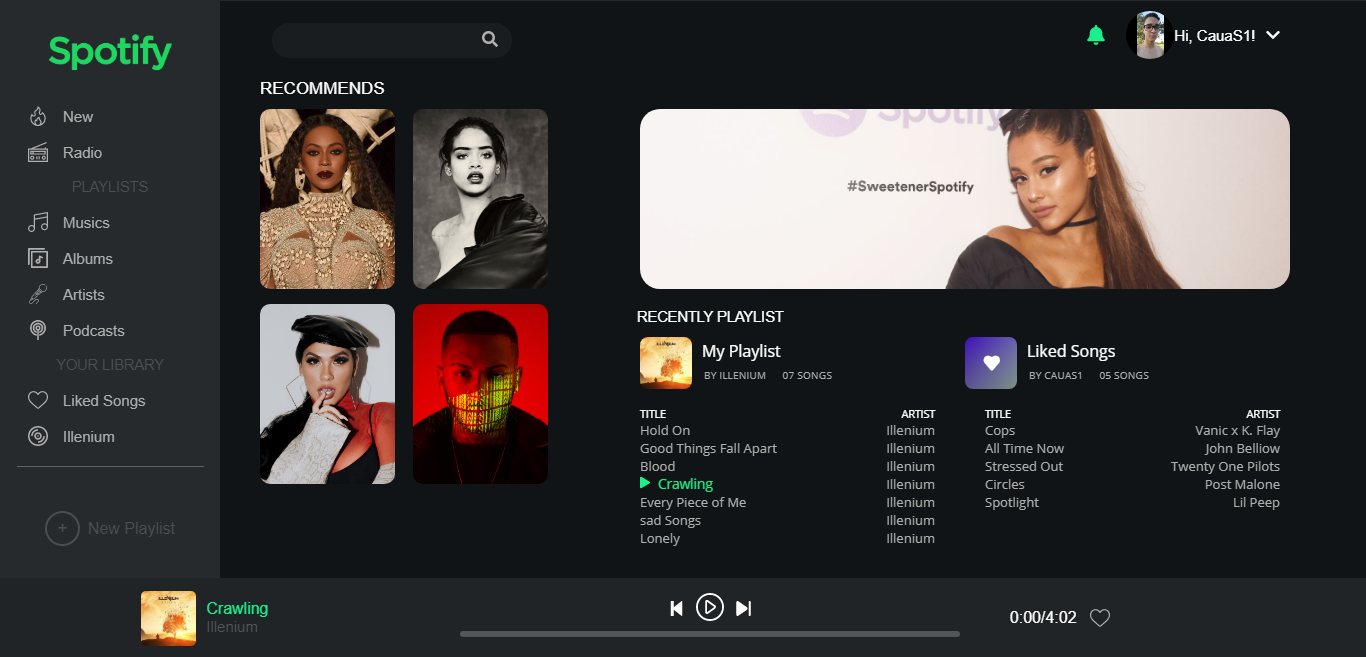 Spotify
New
Radio
PLAYLISTS
Musics
Albums
Artists
Podcasts
YOUR LIBRARY
Liked Songs
Illenium
+ New Playlist
Hi, CauaS1!
RECOMMENDS
Spotify
#SweetenerSpotify
RECENTLY PLAYLIST
ILLENIUM
My Playlist
BY ILLENIUM 07 SONGS
TITLE ARTIST
Hold On Illenium
Good Things Fall Apart Illenium
Blood Illenium
Crawling Illenium
Every Piece of Me Illenium
sad Songs Illenium
Lonely Illenium
Liked Songs
BY CAUAS1 05 SONGS
TITLE ARTIST
Cops Vanic x K. Flay
All Time Now John Belliow
Stressed Out Twenty One Pilots
Circles Post Malone
Spotlight Lil Peep
ILLENIUM
Crawling
Illenium
0:00/4:02